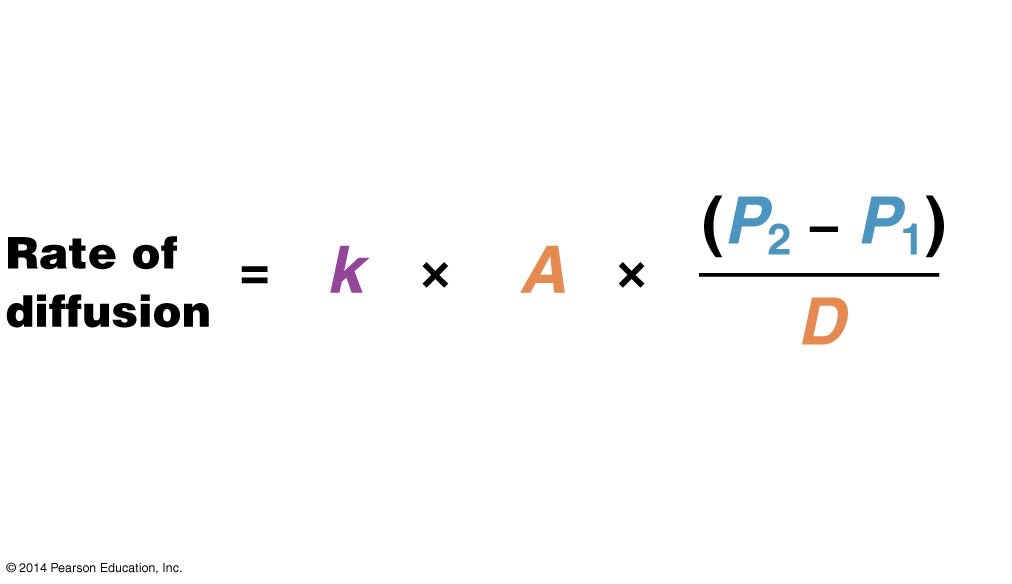 Rate of
diffusion = k × A × (P₂ – P₁)
D
© 2014 Pearson Education, Inc.